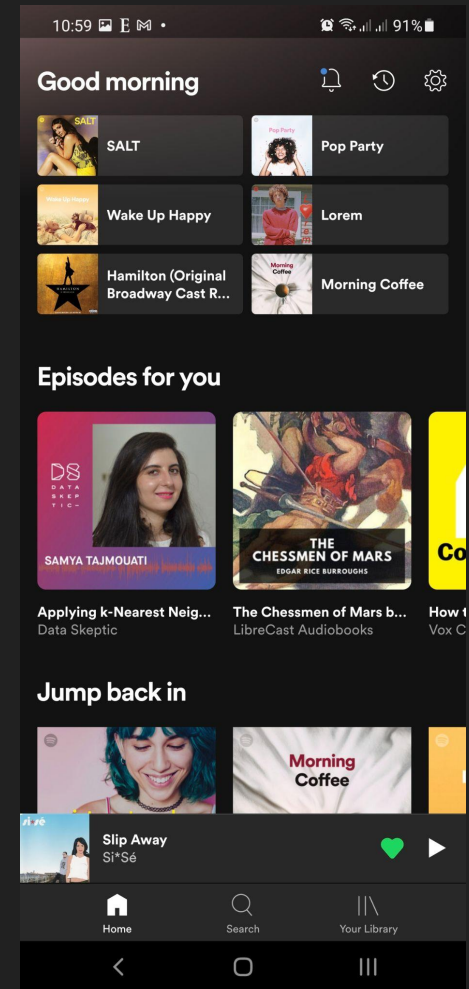 10:59 E M •
91%
Good morning
SALT
SALT
Pop Party
Pop Party
Wake Up Happy
Wake Up Happy
Lorem
HAMILTON
Hamilton (Original
Broadway Cast R...
Morning
Coffee
Morning Coffee
Episodes for you
DS
DATA
SKEP
TIC~
SAMYA TAJMOUATI
THE
CHESSMEN OF MARS
EDGAR RICE BURROUGHS
Co
Applying k-Nearest Neig...
Data Skeptic
The Chessmen of Mars b...
LibreCast Audiobooks
How t
Vox C
Jump back in
Morning
Coffee
si*sé
Slip Away
Si*Sé
Home
Search
Your Library